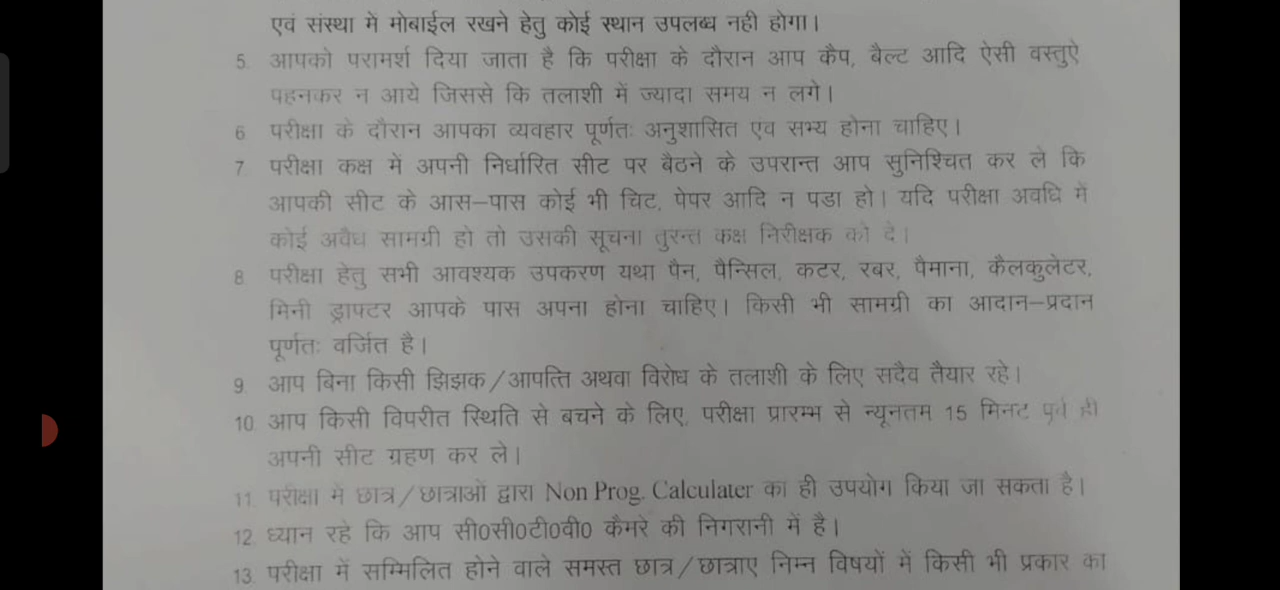 एवं संस्था में मोबाईल रखने हेतु कोई स्थान उपलब्ध नही होगा।
5. आपको परामर्श दिया जाता है कि परीक्षा के दौरान आप कैप, बैल्ट आदि ऐसी वस्तुऐ
पहनकर न आये जिससे कि तलाशी में ज्यादा समय न लगे।
6. परीक्षा के दौरान आपका व्यवहार पूर्णतः अनुशासित एंव सभ्य होना चाहिए।
7. परीक्षा कक्ष में अपनी निर्धारित सीट पर बैठने के उपरान्त आप सुनिश्चित कर ले कि
आपकी सीट के आस-पास कोई भी चिट, पेपर आदि न पडा हो। यदि परीक्षा अवधि में
कोई अवैध सामग्री हो तो उसकी सूचना तुरन्त कक्ष निरीक्षक को दे।
8. परीक्षा हेतु सभी आवश्यक उपकरण यथा पैन, पैन्सिल, कटर, रबर, पैमाना, कैलकुलेटर,
मिनी ड्राफ्टर आपके पास अपना होना चाहिए। किसी भी सामग्री का आदान-प्रदान
पूर्णतः वर्जित है।
9. आप बिना किसी झिझक/आपत्ति अथवा विरोध के तलाशी के लिए सदैव तैयार रहे।
10. आप किसी विपरीत स्थिति से बचने के लिए, परीक्षा प्रारम्भ से न्यूनतम 15 मिनट पूर्व ही
अपनी सीट ग्रहण कर ले।
11. परीक्षा में छात्र/छात्राओं द्वारा Non Prog. Calculater का ही उपयोग किया जा सकता है।
12. ध्यान रहे कि आप सी0सी0टी0वी0 कैमरे की निगरानी में है।
13. परीक्षा में सम्मिलित होने वाले समस्त छात्र/छात्राए निम्न विषयों में किसी भी प्रकार का